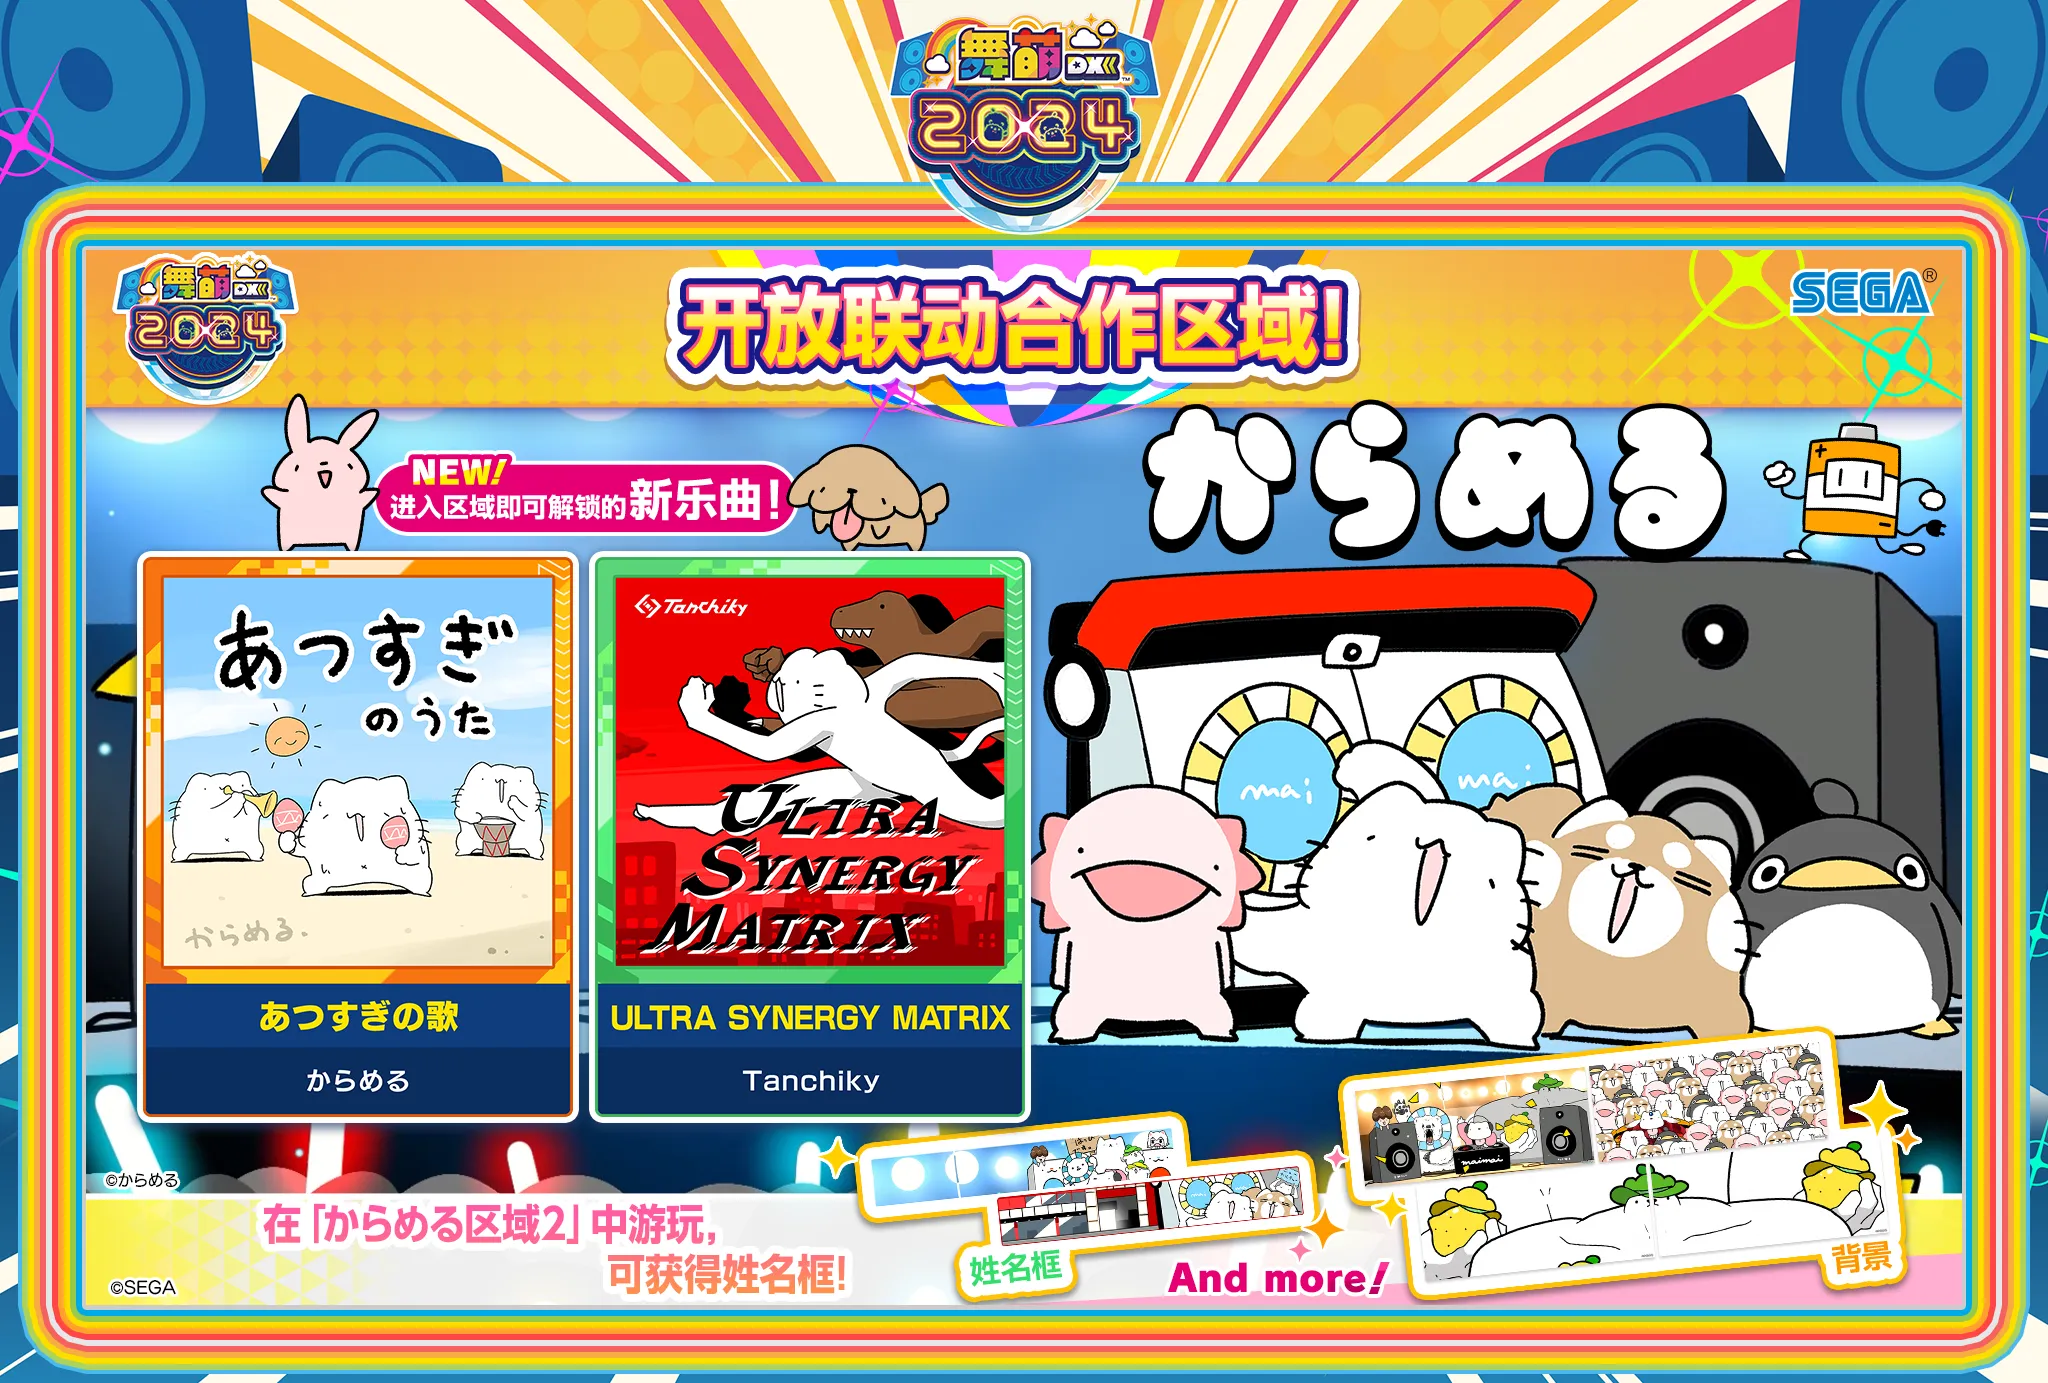 舞萌
DX
2024
舞萌
DX
2024
开放联动合作区域!
SEGA®
NEW!
进入区域即可解锁的新乐曲!
からめる
あつすぎ
のうた
からめる.
Tanchiky
ULTRA
SYNERGY
MATRIX
mai
mai
あつすぎの歌
からめる
ULTRA SYNERGY MATRIX
Tanchiky
maimai
©からめる
在「からめる区域2」中游玩,
可获得姓名框!
姓名框
And more!
背景
©SEGA